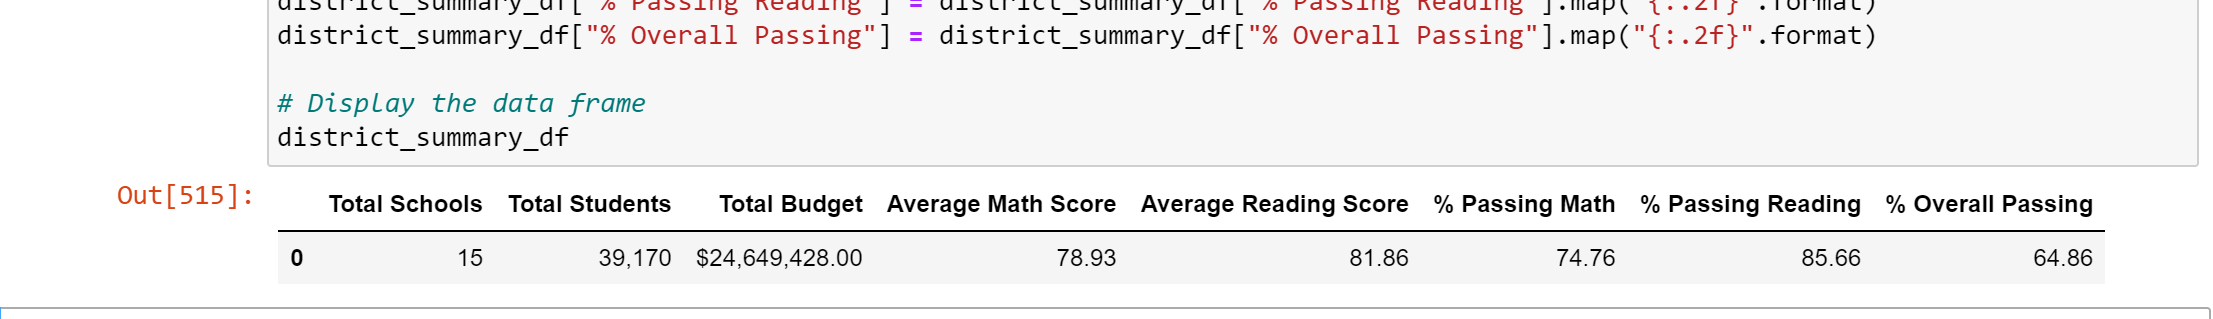 district_summary_df["% Passing Reading"] = district_summary_df["% Passing Reading"].map("{:.2f}".format)
district_summary_df["% Overall Passing"] = district_summary_df["% Overall Passing"].map("{:.2f}".format)
# Display the data frame
district_summary_df
Out[515]:
Total Schools Total Students Total Budget Average Math Score Average Reading Score % Passing Math % Passing Reading % Overall Passing
0 15 39,170 $24,649,428.00 78.93 81.86 74.76 85.66 64.86